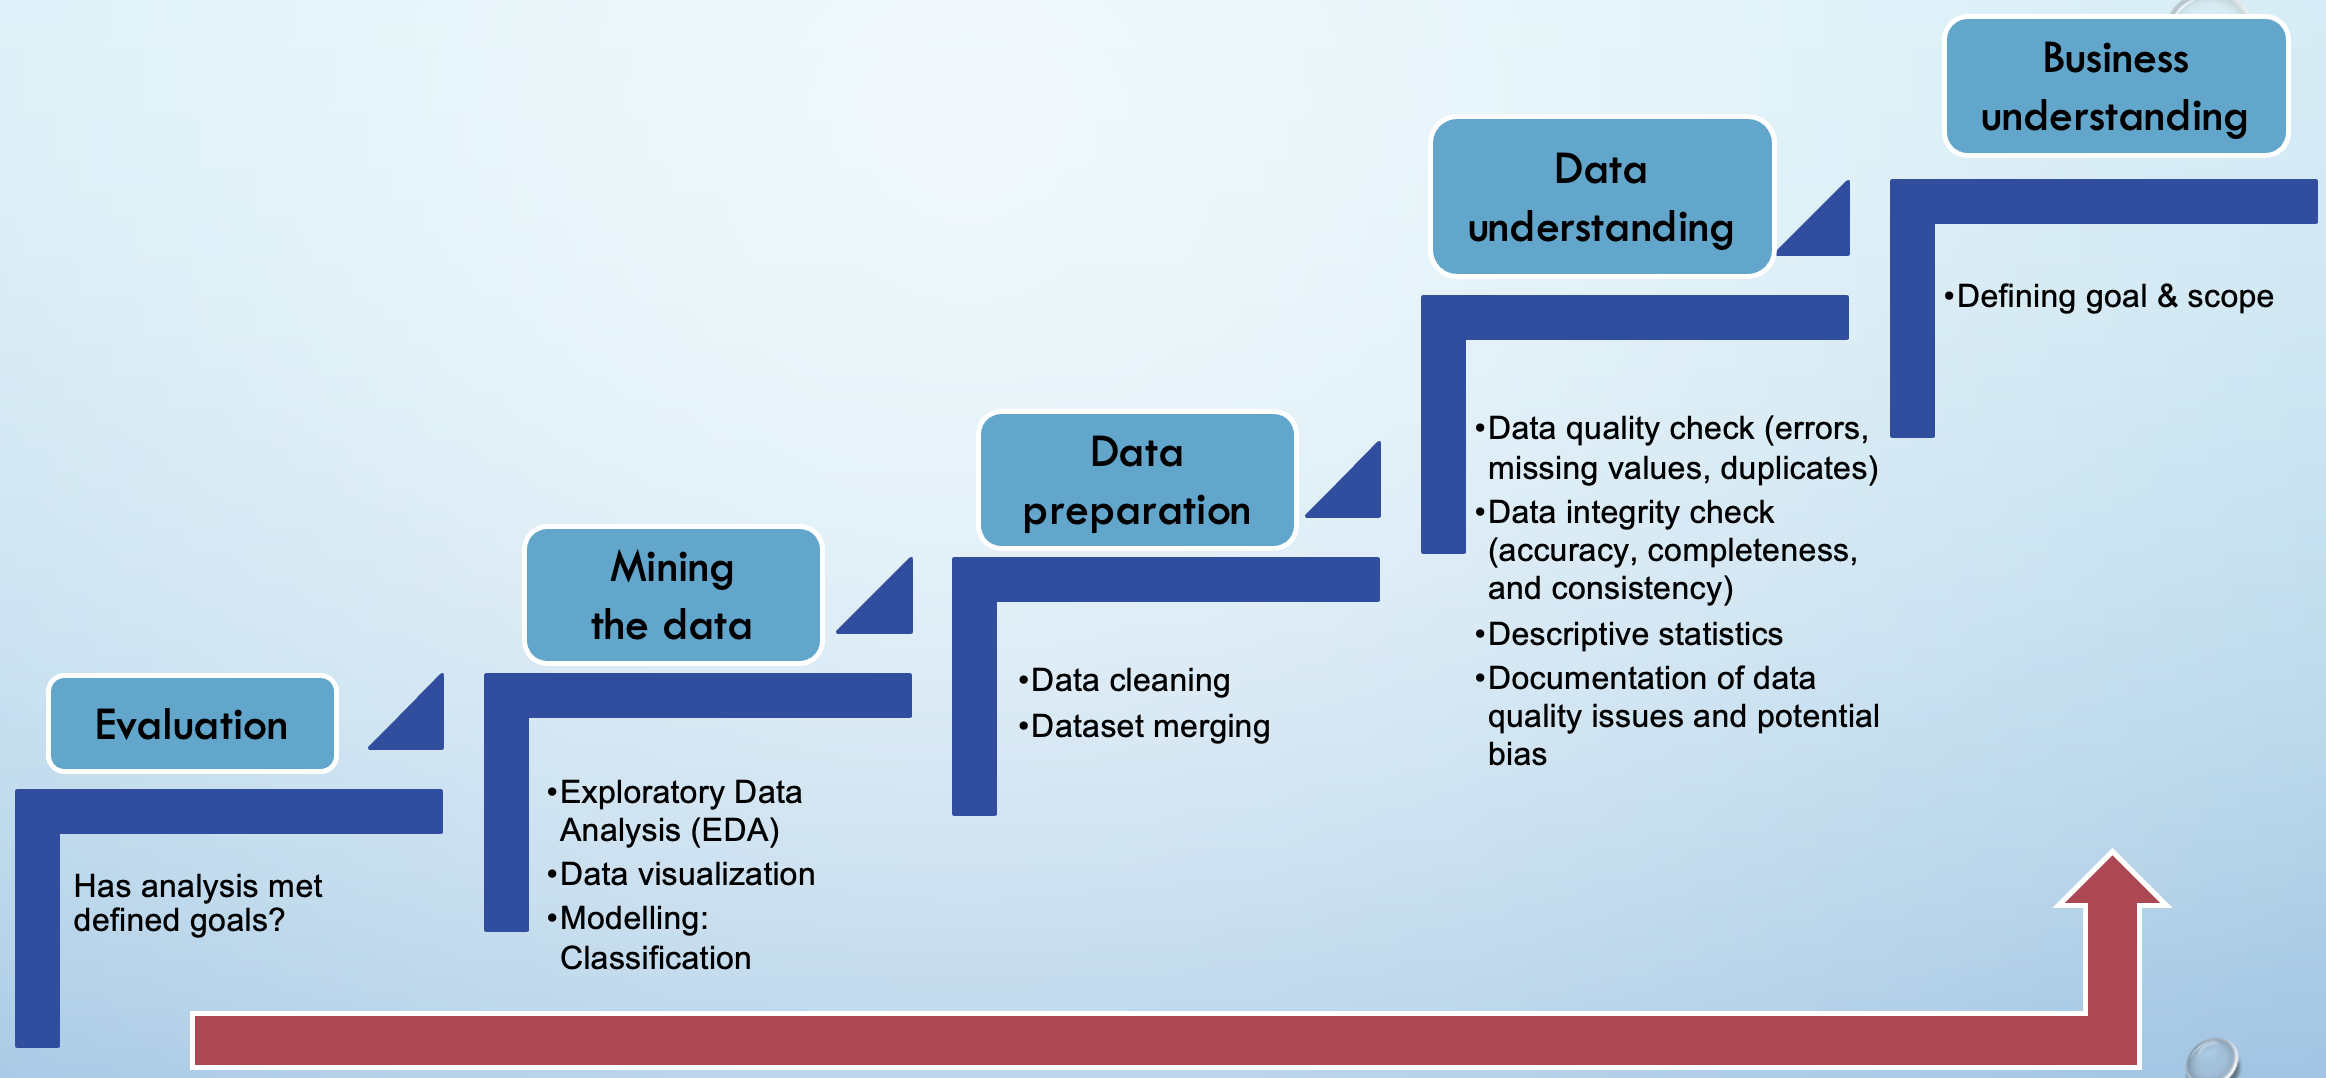 Business
understanding
•Defining goal & scope
Data
understanding
•Data quality check (errors,
missing values, duplicates)
•Data integrity check
(accuracy, completeness,
and consistency)
•Descriptive statistics
•Documentation of data
quality issues and potential
bias
Data
preparation
•Data cleaning
•Dataset merging
Mining
the data
•Exploratory Data
Analysis (EDA)
•Data visualization
•Modelling:
Classification
Evaluation
Has analysis met
defined goals?